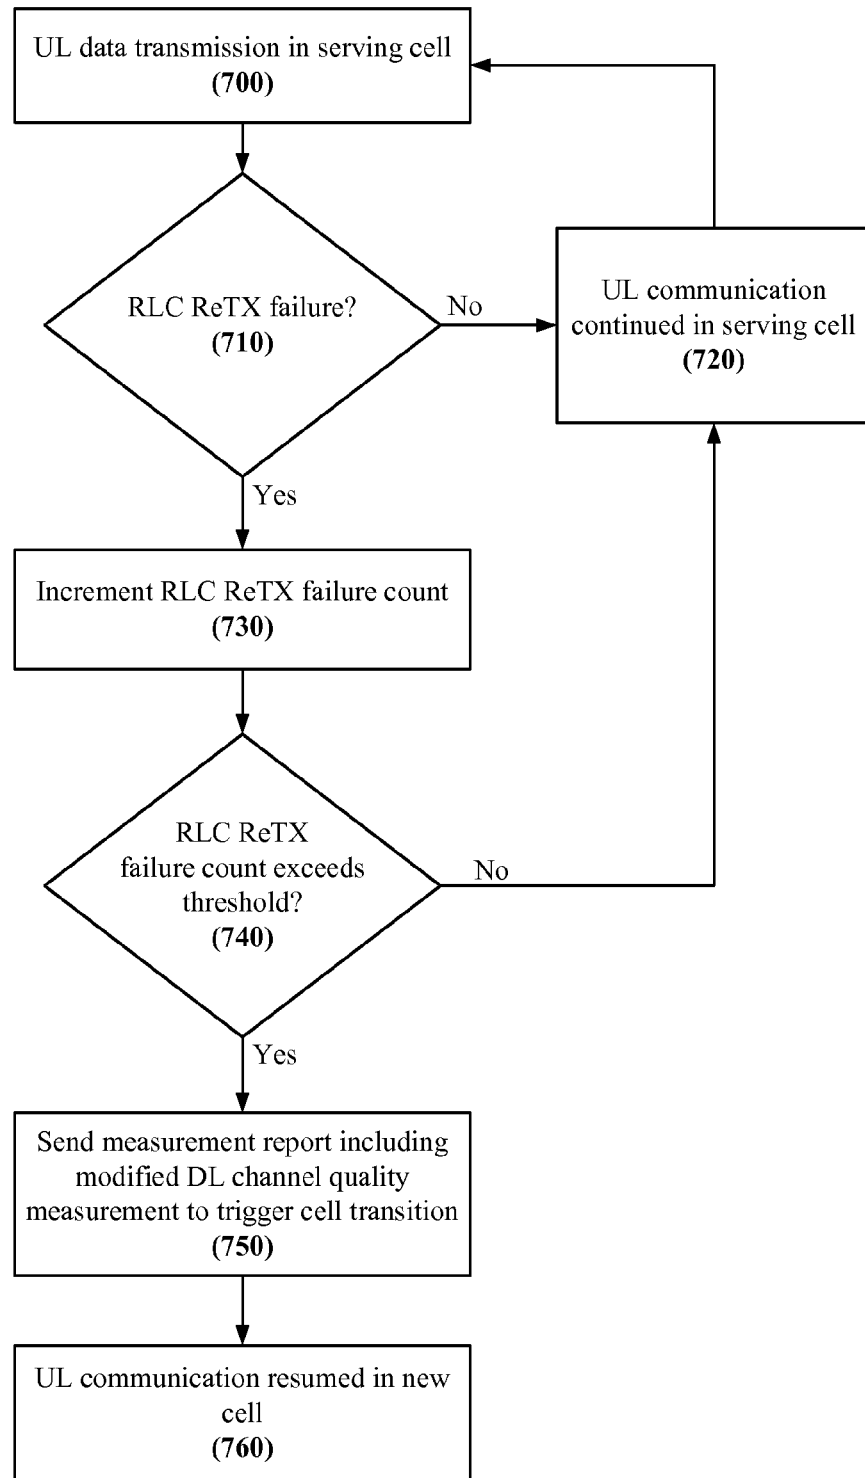 UL data transmission in serving cell
(700)
RLC ReTX failure?
(710)
No
UL communication
continued in serving cell
(720)
Yes
Increment RLC ReTX failure count
(730)
RLC ReTX
failure count exceeds
threshold?
(740)
No
Yes
Send measurement report including
modified DL channel quality
measurement to trigger cell transition
(750)
UL communication resumed in new
cell
(760)